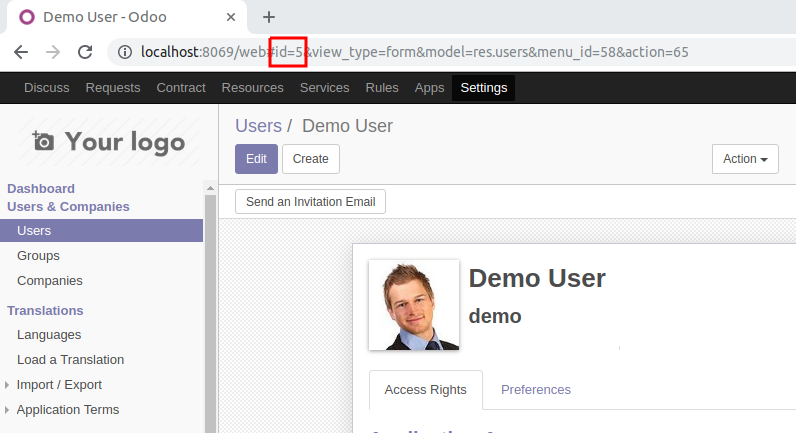 Demo User - Odoo
localhost:8069/web#id=5&view_type=form&model=res.users&menu_id=58&action=65
Discuss Requests Contract Resources Services Rules Apps Settings
Your logo
Users / Demo User
Edit Create Action
Send an Invitation Email
Dashboard
Users & Companies
Users
Groups
Companies
Translations
Languages
Load a Translation
Import / Export
Application Terms
Demo User
demo
Access Rights Preferences